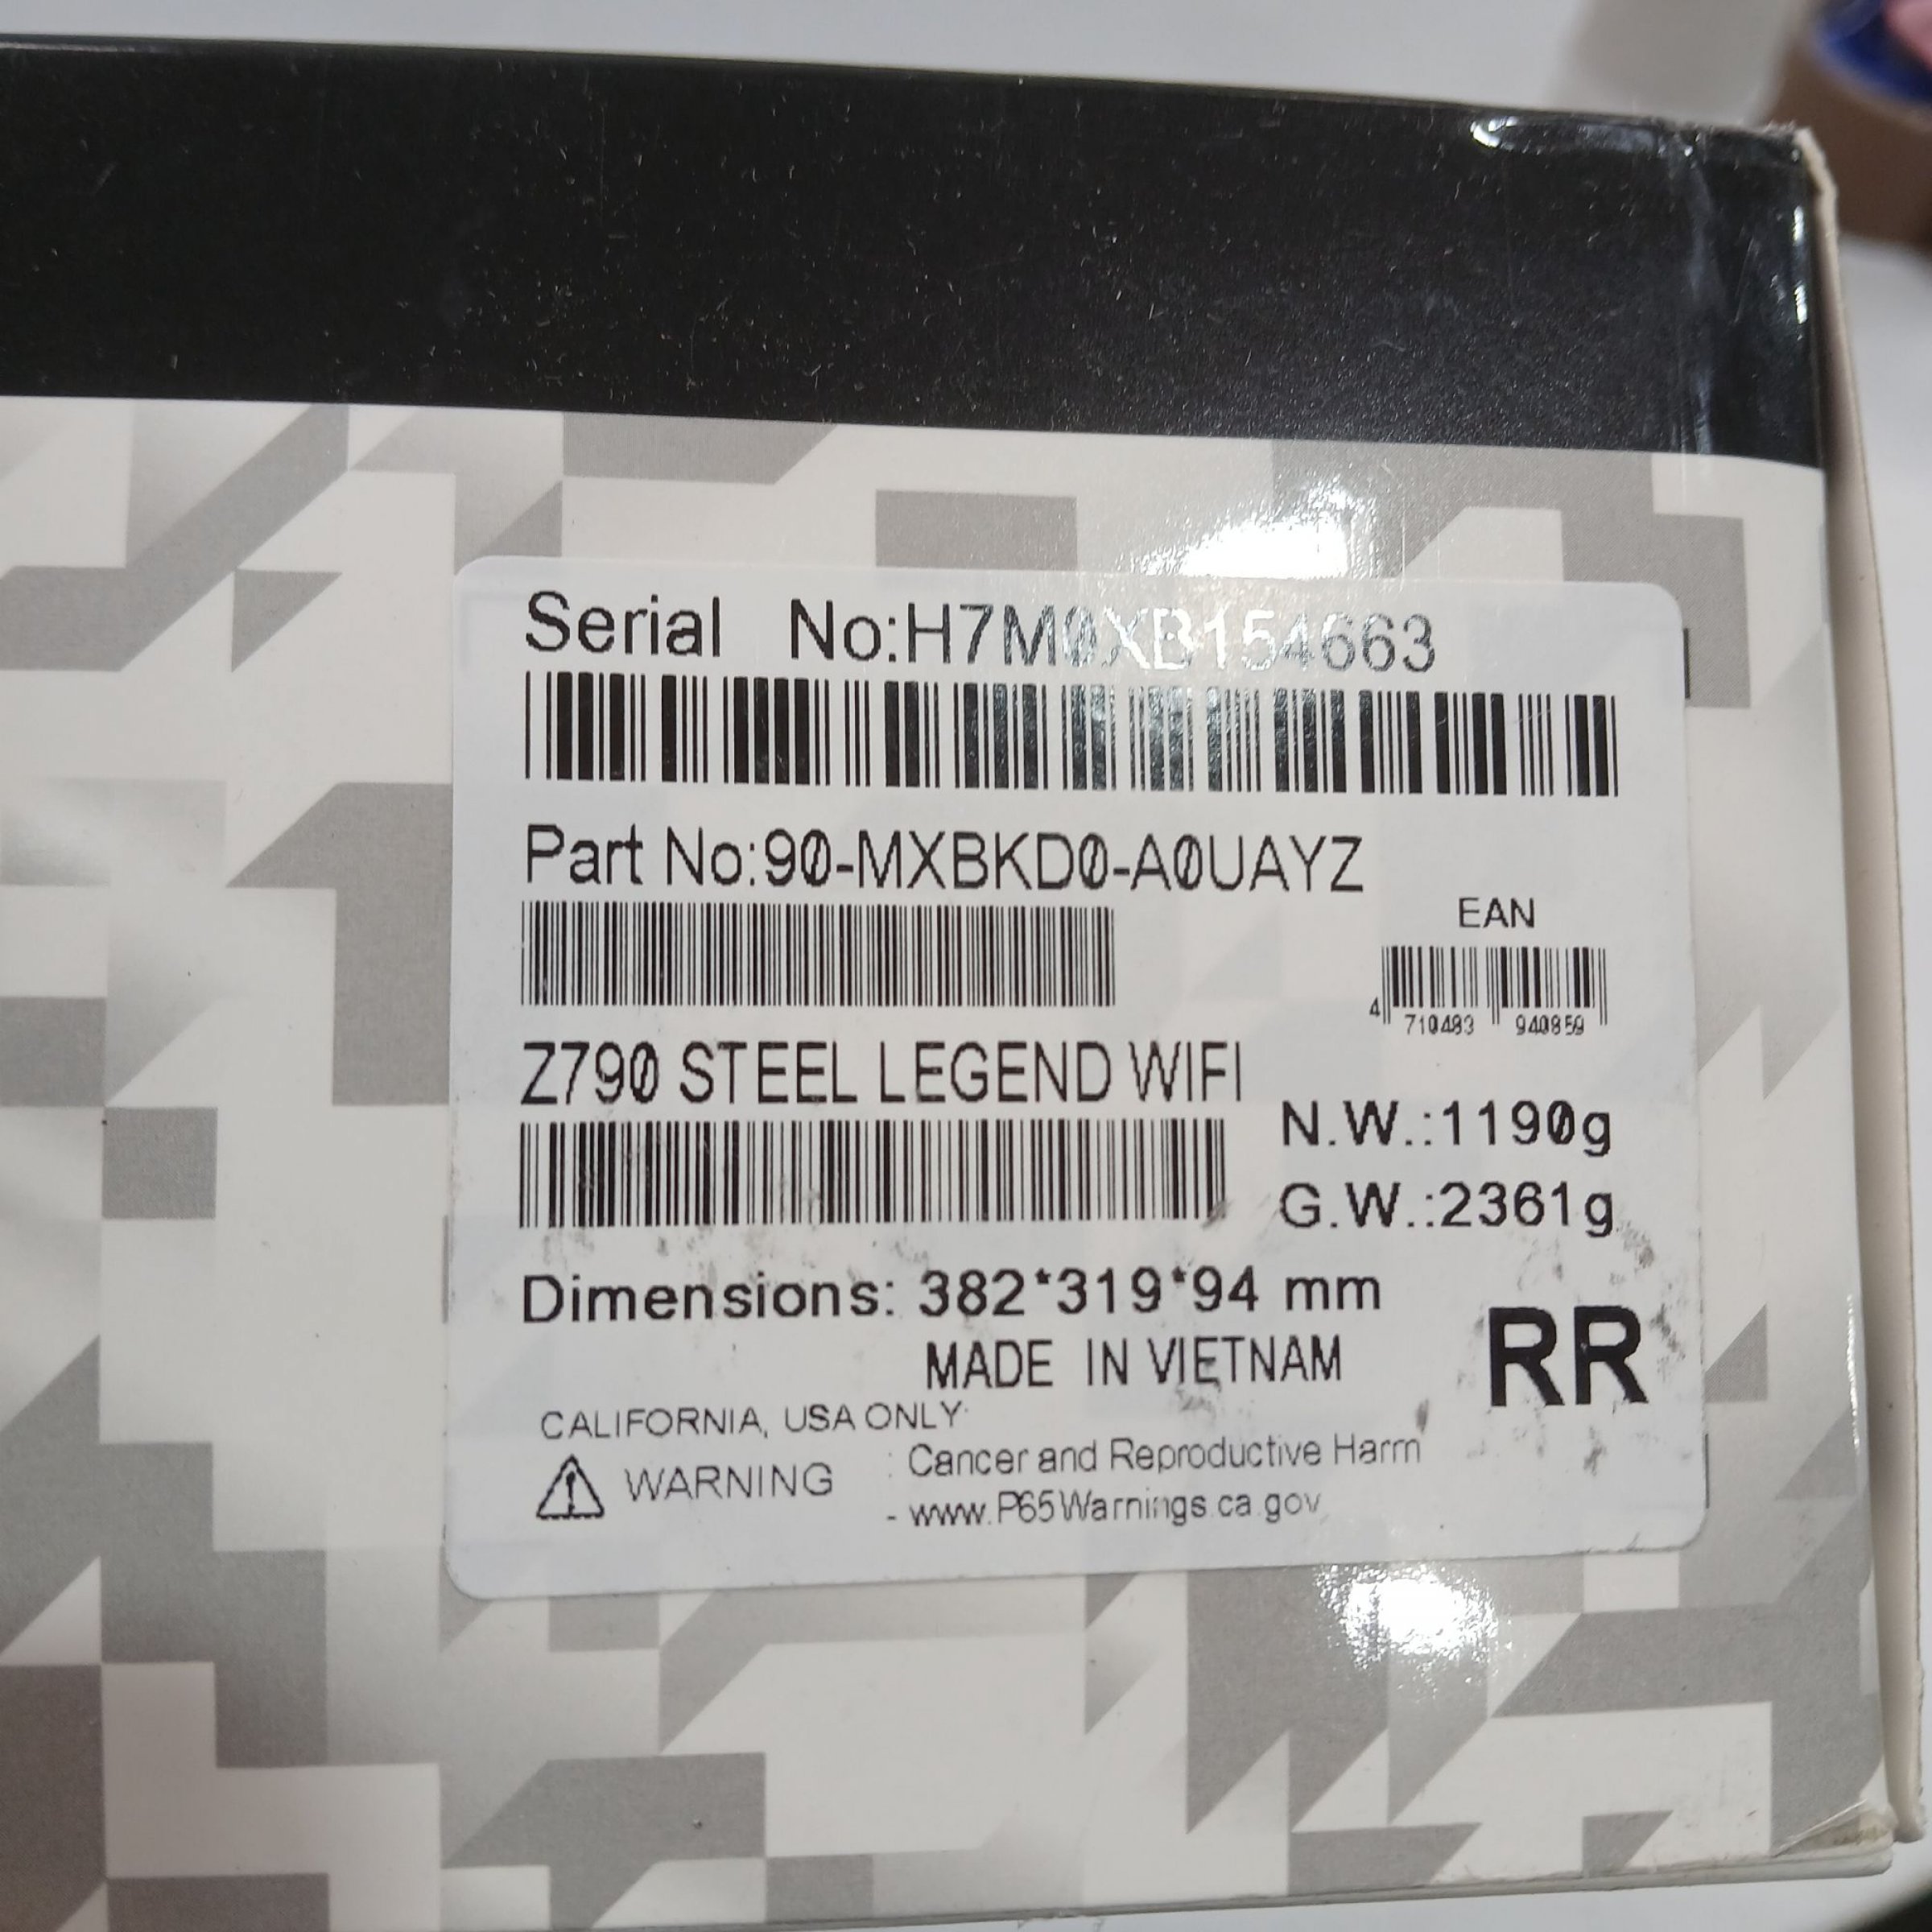 Serial No:H7M0XB154663
Part No:90-MXBKD0-A0UAYZ
EAN
4 710483 940859
Z790 STEEL LEGEND WIFI
N.W.:1190g
G.W.:2361g
Dimensions: 382*319*94 mm
MADE IN VIETNAM
RR
CALIFORNIA, USA ONLY
WARNING : Cancer and Reproductive Harm
- www.P65Warnings.ca.gov